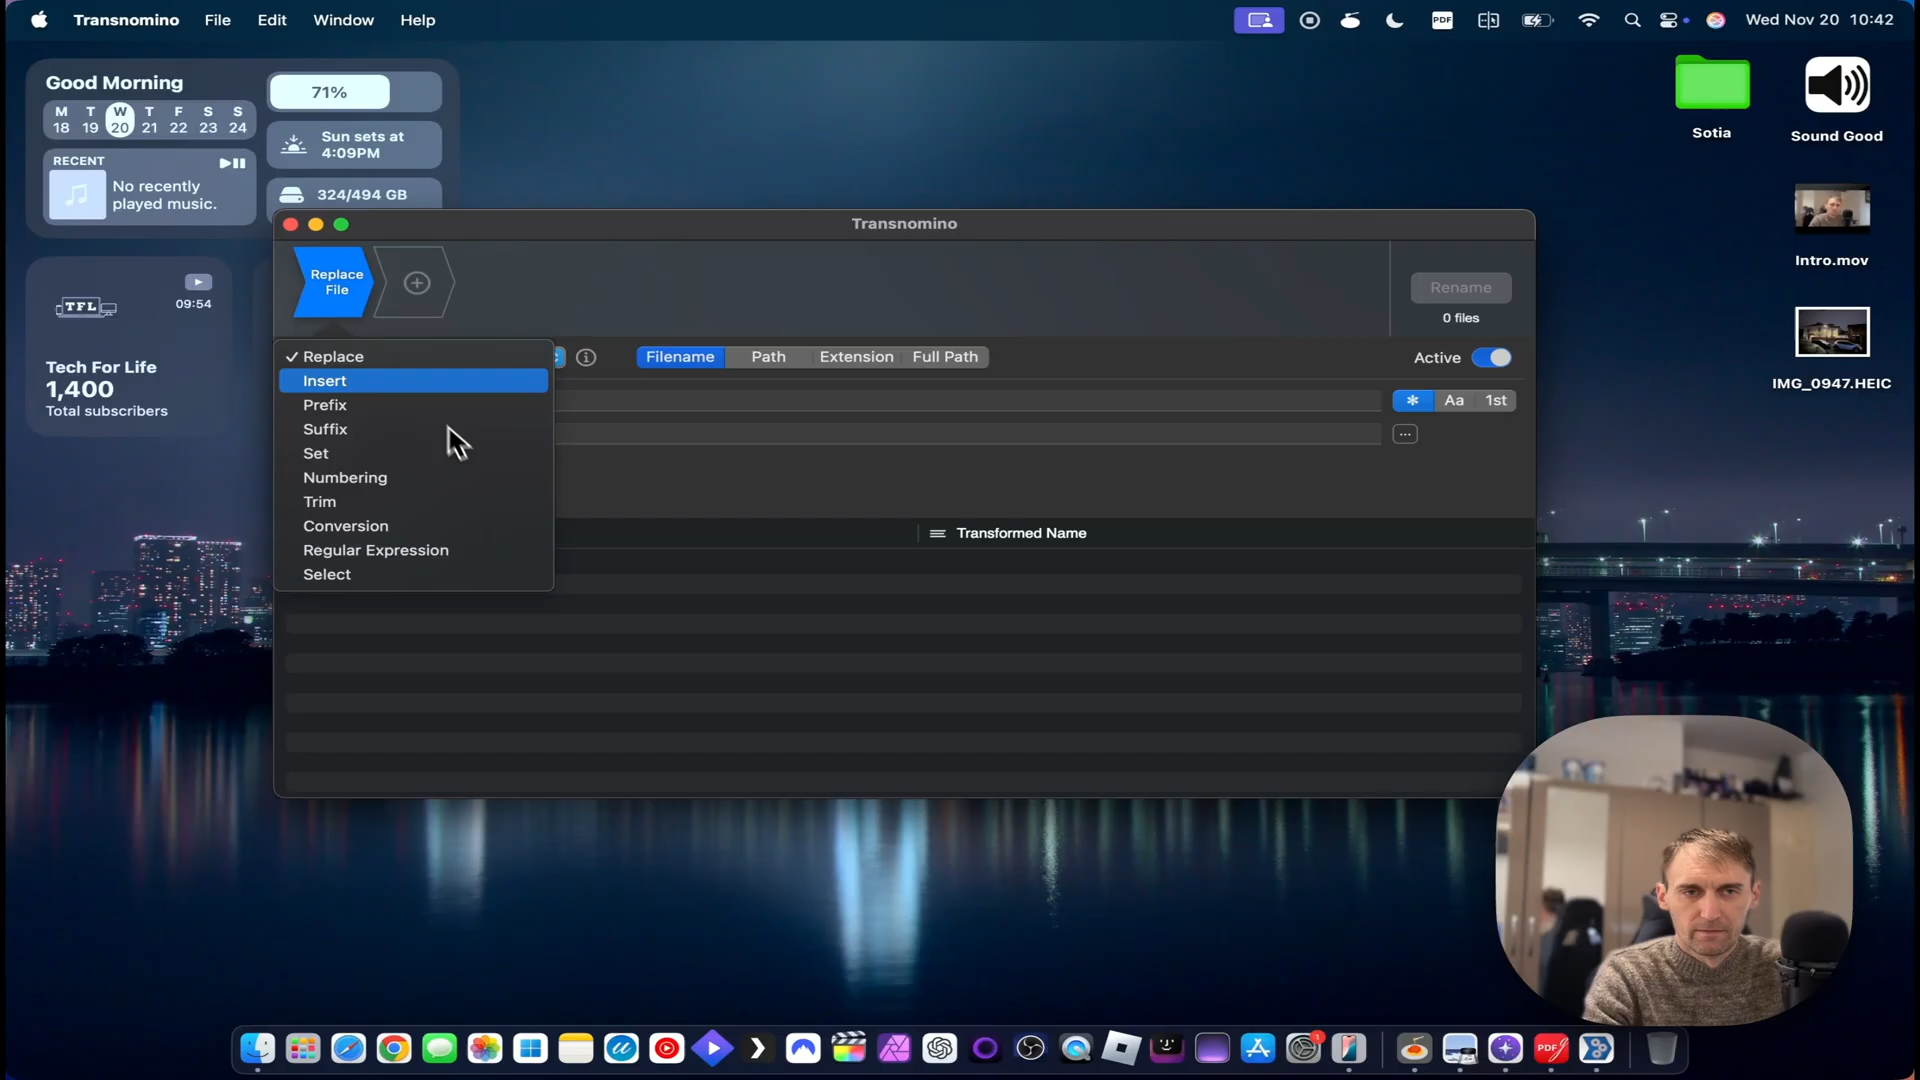 Transnomino File Edit Window Help
PDF
Wed Nov 20 10:42
Good Morning
M T W T F S S
18 19 20 21 22 23 24
71%
Sun sets at
4:09PM
RECENT
No recently
played music.
324/494 GB
TFL
09:54
Tech For Life
1,400
Total subscribers
Sotia
Sound Good
Intro.mov
IMG_0947.HEIC
Transnomino
Replace
File
Rename
0 files
Replace
Insert
Prefix
Suffix
Set
Numbering
Trim
Conversion
Regular Expression
Select
Filename Path Extension Full Path
Active
Aa 1st
Transformed Name
1
PDF